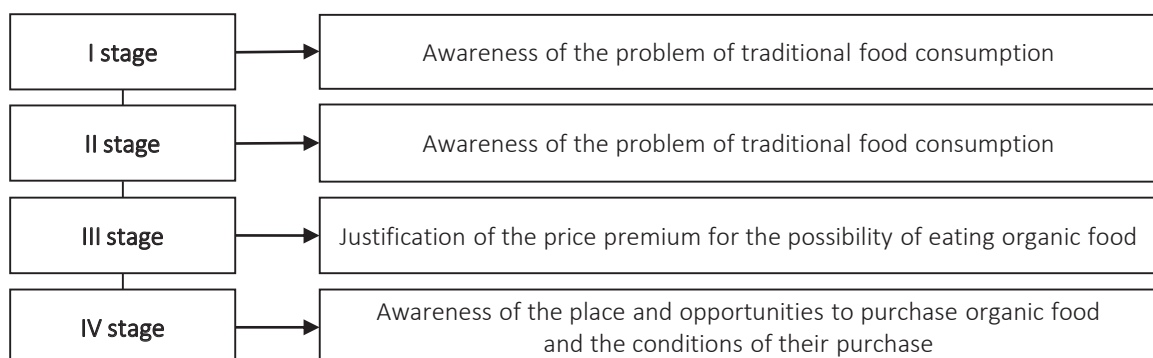 I stage
Awareness of the problem of traditional food consumption
II stage
Awareness of the problem of traditional food consumption
III stage
Justification of the price premium for the possibility of eating organic food
IV stage
Awareness of the place and opportunities to purchase organic food
and the conditions of their purchase